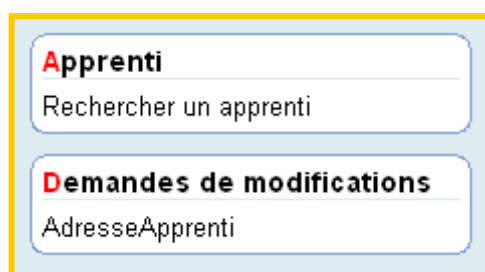 Apprenti
Rechercher un apprenti
Demandes de modifications
AdresseApprenti